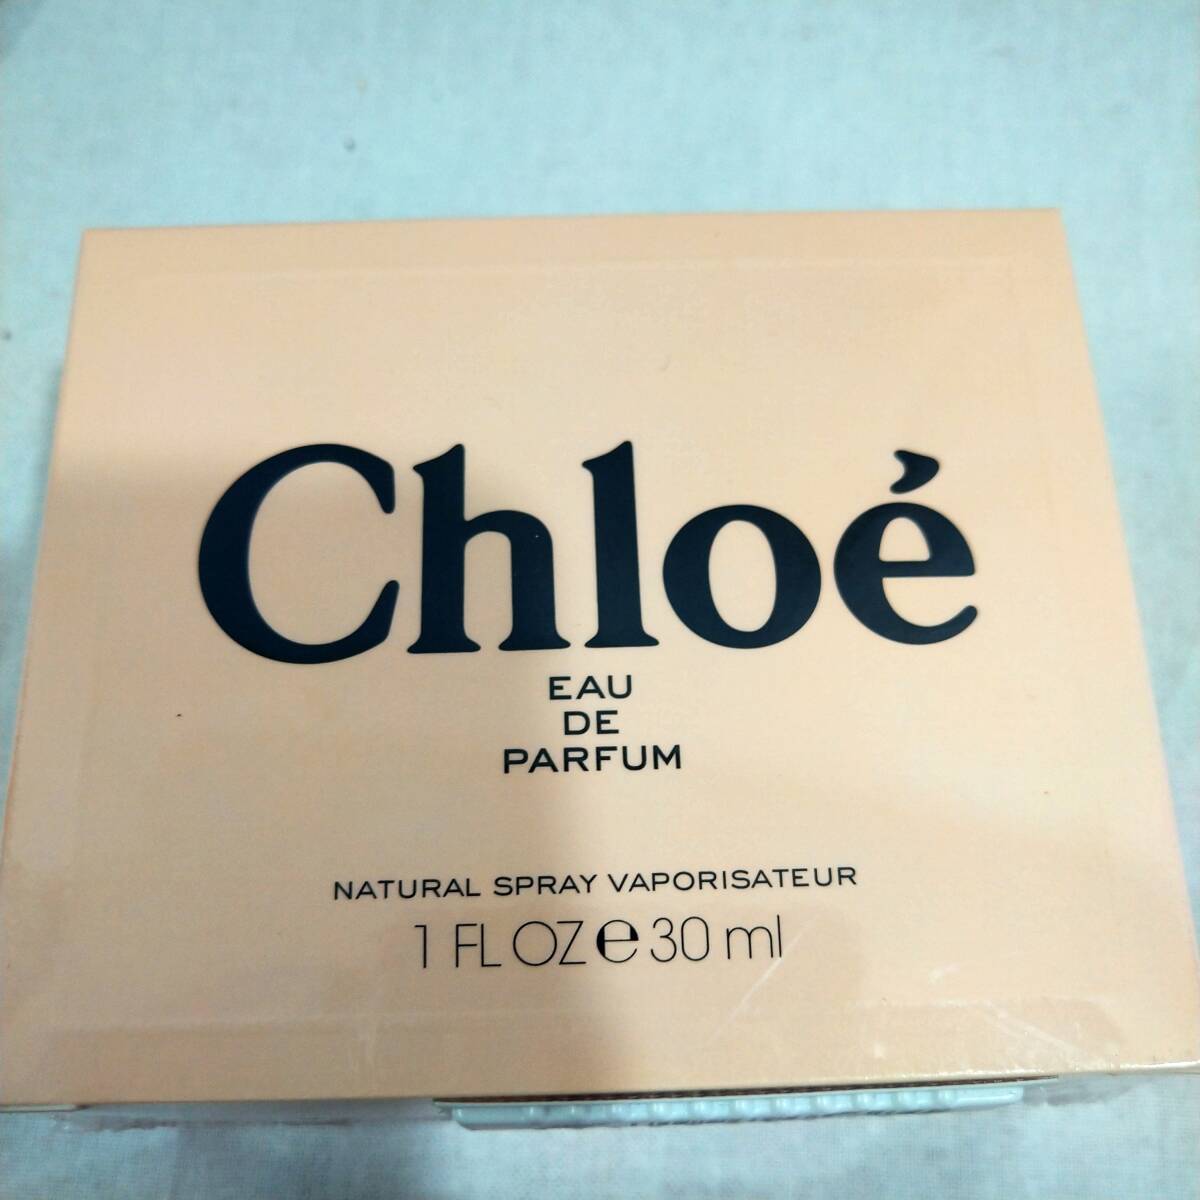 Chloé
EAU
DE
PARFUM
NATURAL SPRAY VAPORISATEUR
1 FL OZ ℮ 30 ml